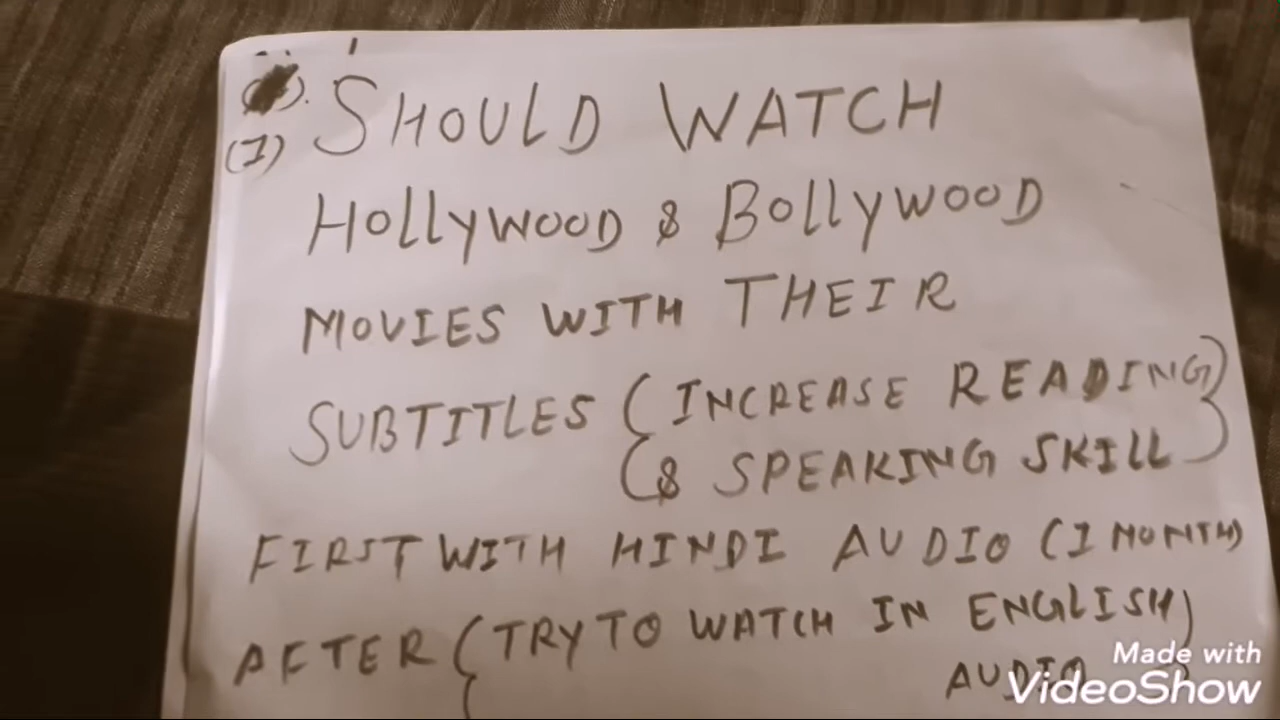 (I) SHOULD WATCH
HOLLYWOOD & BOLLYWOOD
MOVIES WITH THEIR
SUBTITLES (INCREASE READING)
(& SPEAKING SKILL)
FIRST WITH HINDI AUDIO (1 MONTH)
AFTER (TRY TO WATCH IN ENGLISH)
AUDIO
Made with
VideoShow